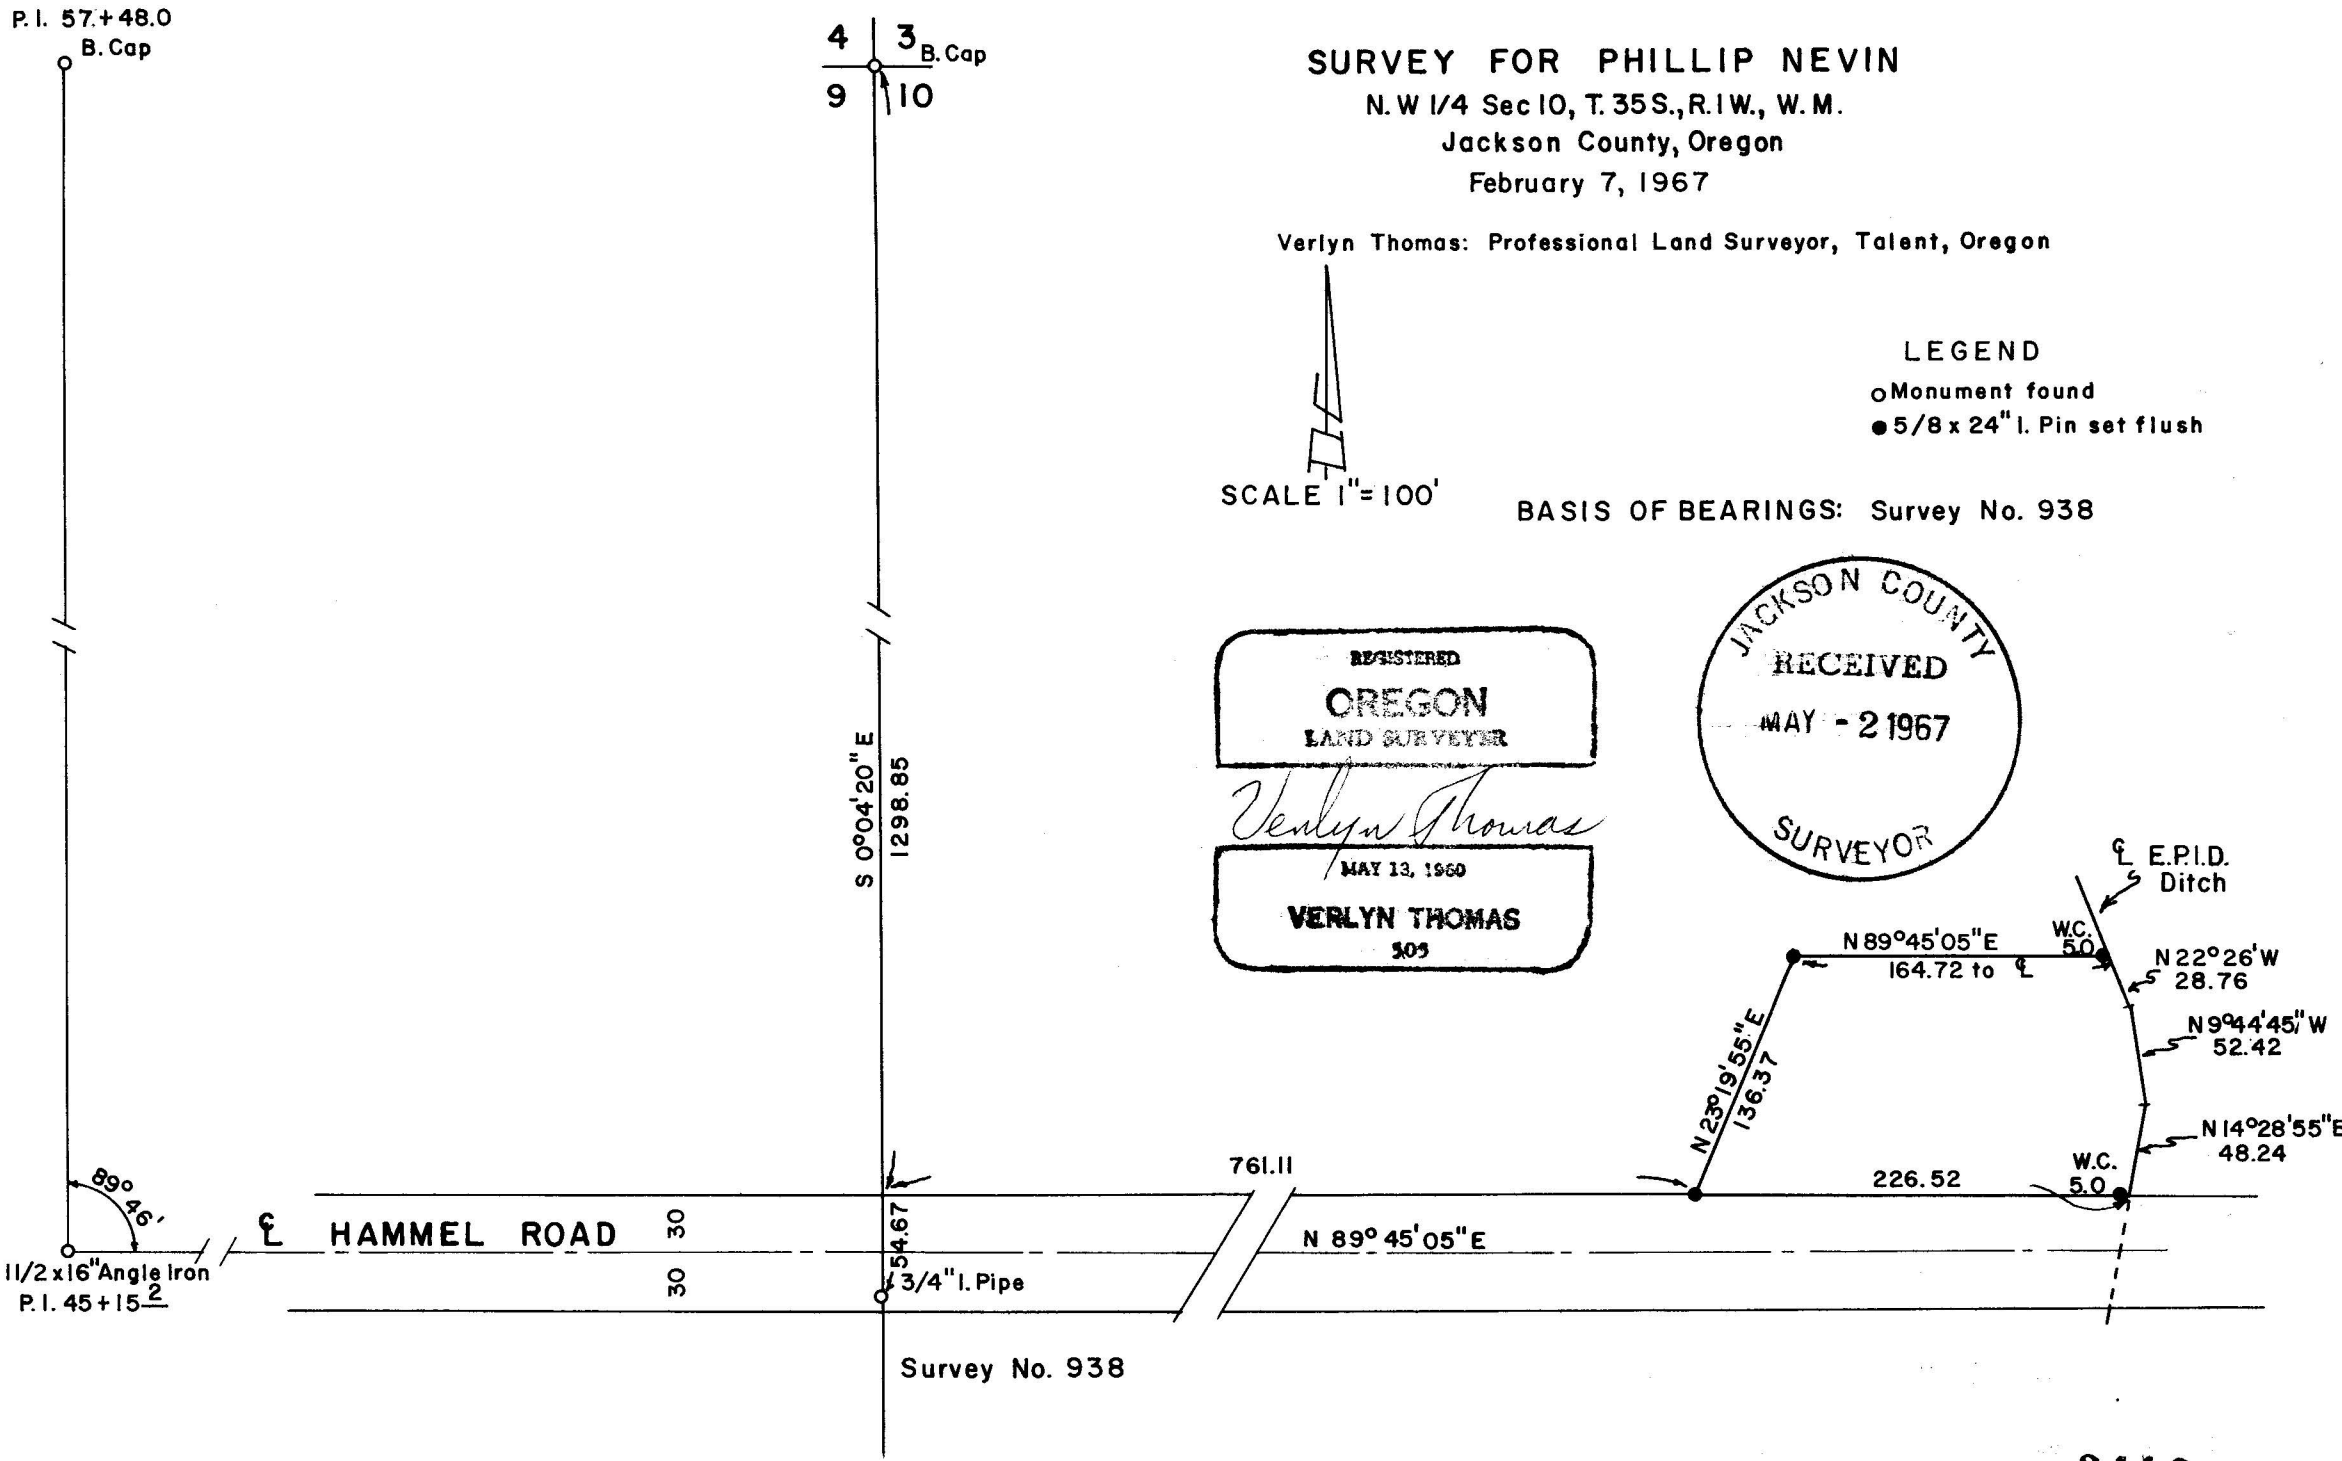 P.I. 57+48.0
B. Cap
4 3
B. Cap
9 10
SURVEY FOR PHILLIP NEVIN
N.W 1/4 Sec 10, T. 35 S., R. 1 W., W. M.
Jackson County, Oregon
February 7, 1967
Verlyn Thomas: Professional Land Surveyor, Talent, Oregon
LEGEND
Monument found
5/8 x 24" I. Pin set flush
SCALE 1"=100'
BASIS OF BEARINGS: Survey No. 938
REGISTERED
OREGON
LAND SURVEYOR
Verlyn Thomas
MAY 13, 1960
VERLYN THOMAS
505
JACKSON COUNTY
RECEIVED
MAY - 2 1967
SURVEYOR
S 0°04'20" E
1298.85
℄ E.P.I.D.
Ditch
N 89°45'05" E
164.72 to ℄
W.C.
5.0
N 22°26' W
28.76
N 9°44'45" W
52.42
N 23°19'55" E
136.37
N 14°28'55" E
48.24
W.C.
5.0
226.52
761.11
89°46'
℄ HAMMEL ROAD
30
30
54.67
N 89°45'05" E
1 1/2 x 16" Angle Iron
P.I. 45+15 2
3/4" I. Pipe
Survey No. 938